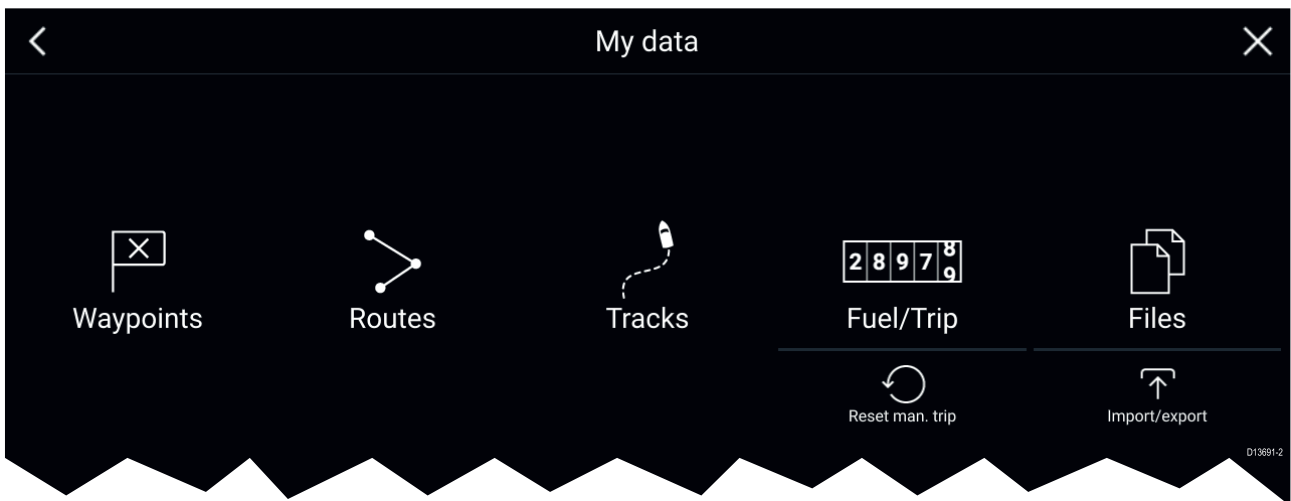 My data
2 8 9 7 8
9
Waypoints Routes Tracks Fuel/Trip Files
Reset man. trip Import/export
D13691-2